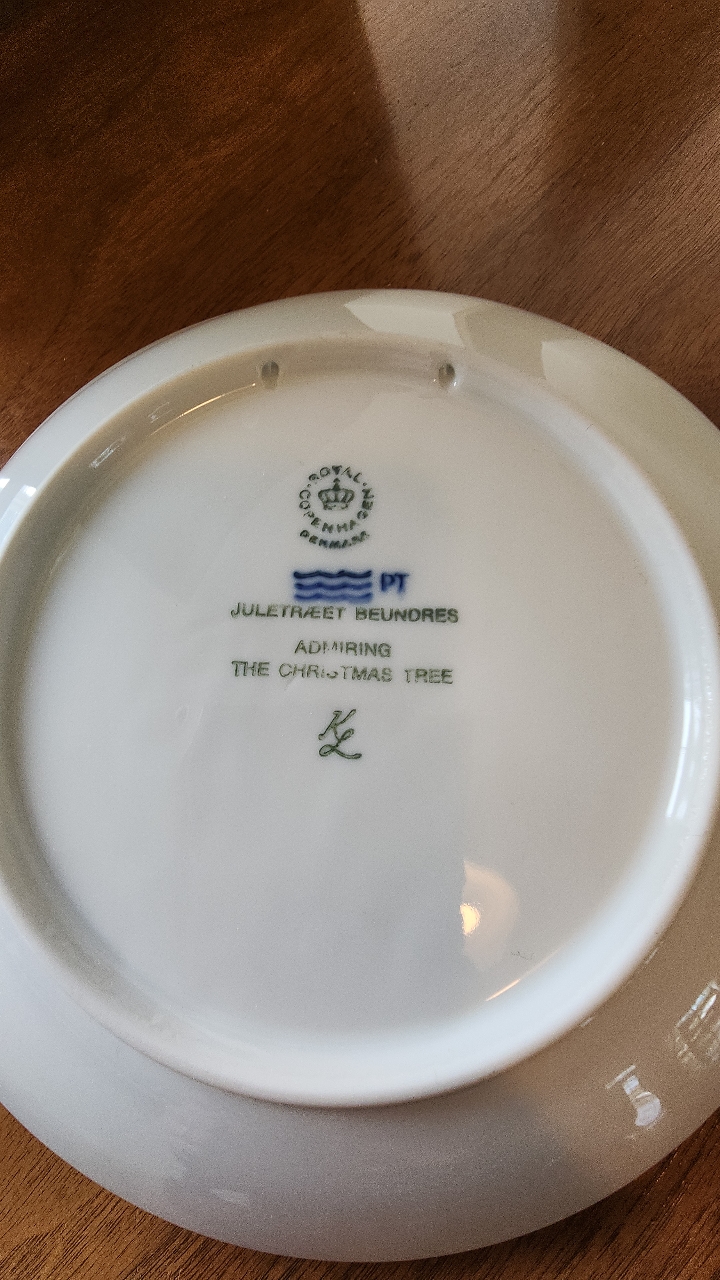 ROYAL COPENHAGEN
DENMARK
PT
JULETRÆET BEUNDRES
ADMIRING
THE CHRISTMAS TREE
KL